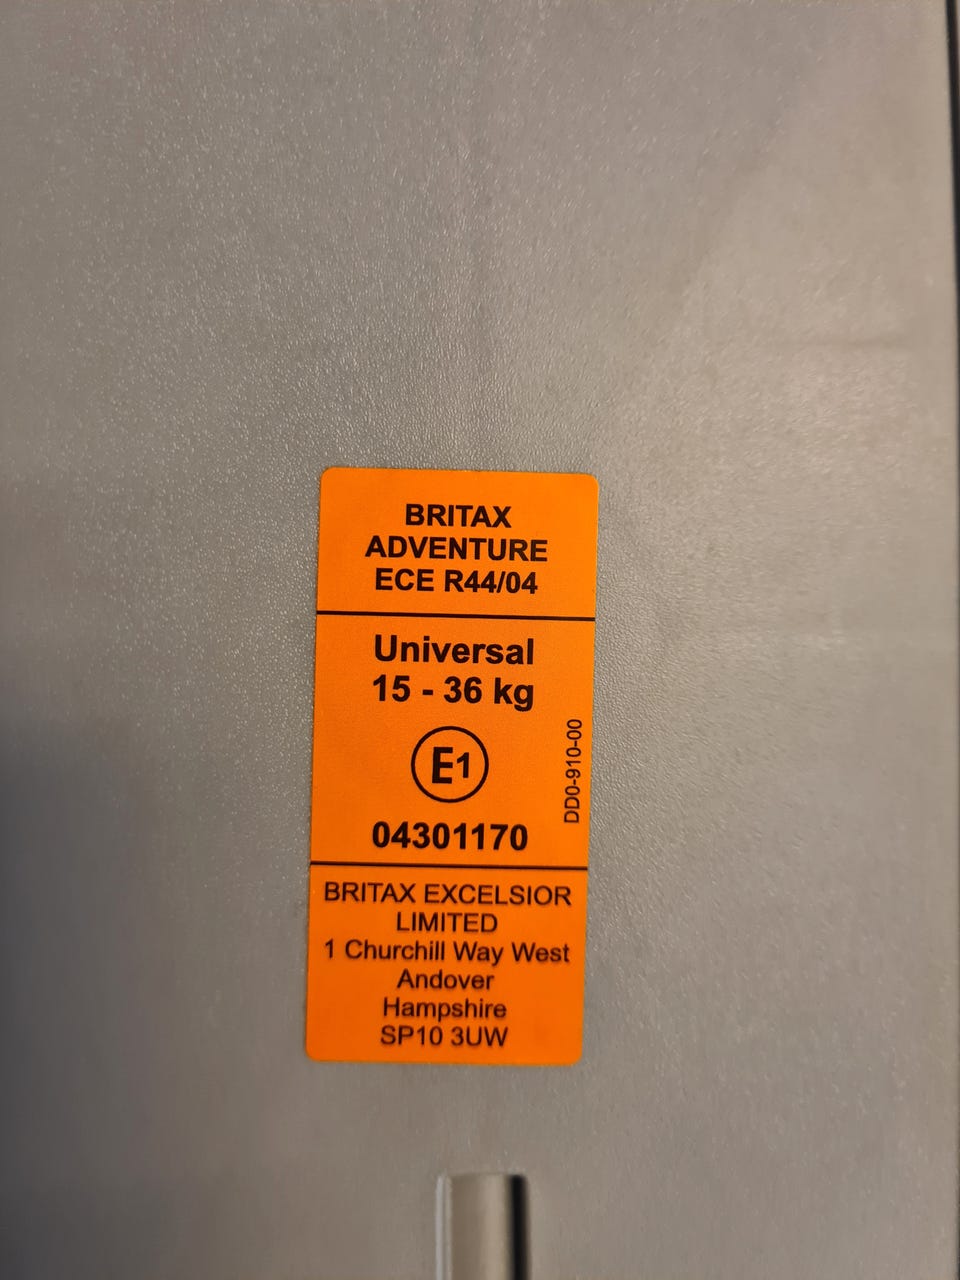 BRITAX
ADVENTURE
ECE R44/04
Universal
15 - 36 kg
E1
04301170
DD0-910-00
BRITAX EXCELSIOR
LIMITED
1 Churchill Way West
Andover
Hampshire
SP10 3UW